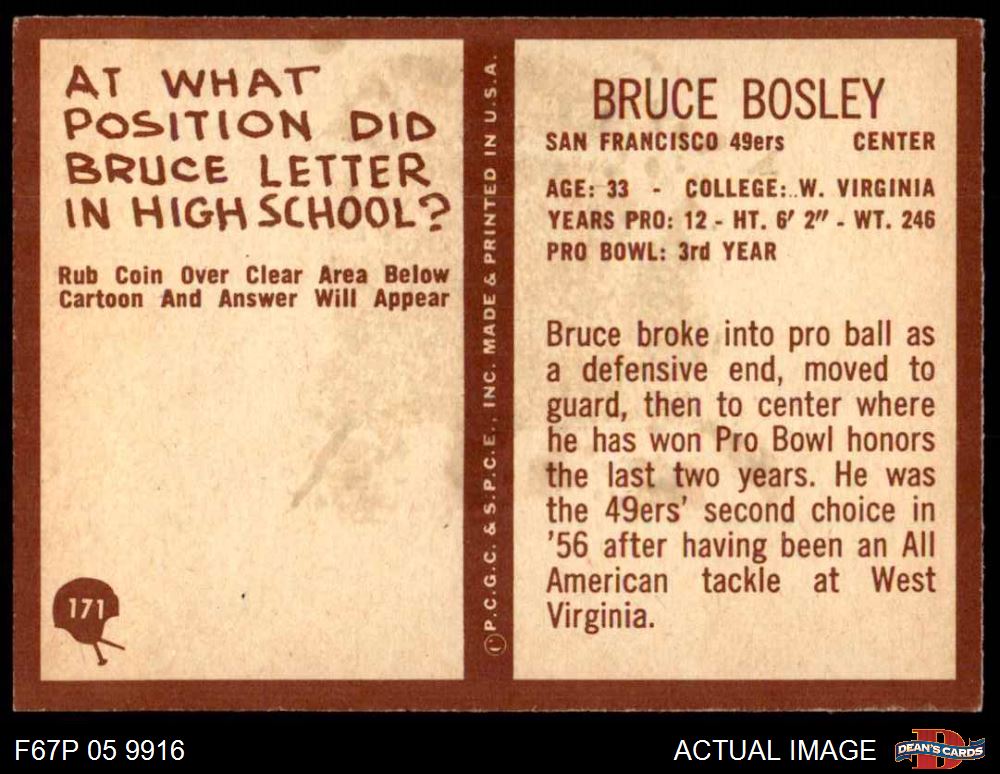 AT WHAT
POSITION DID
BRUCE LETTER
IN HIGH SCHOOL?
Rub Coin Over Clear Area Below
Cartoon And Answer Will Appear
171
©P.C.G.C. & S.P.C.E., INC. MADE & PRINTED IN U.S.A.
BRUCE BOSLEY
SAN FRANCISCO 49ers CENTER
AGE: 33 - COLLEGE: W. VIRGINIA
YEARS PRO: 12 - HT. 6' 2" - WT. 246
PRO BOWL: 3rd YEAR
Bruce broke into pro ball as
a defensive end, moved to
guard, then to center where
he has won Pro Bowl honors
the last two years. He was
the 49ers' second choice in
'56 after having been an All
American tackle at West
Virginia.
F67P 05 9916
ACTUAL IMAGE
DEAN'S CARDS